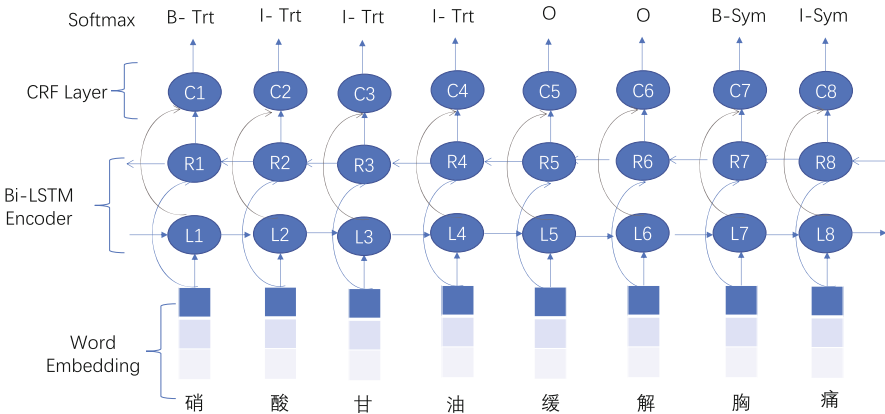 Softmax B- Trt I- Trt I- Trt I- Trt O O B-Sym I-Sym
CRF Layer C1 C2 C3 C4 C5 C6 C7 C8
R1 R2 R3 R4 R5 R6 R7 R8
Bi-LSTM
Encoder
L1 L2 L3 L4 L5 L6 L7 L8
Word
Embedding
硝 酸 甘 油 缓 解 胸 痛